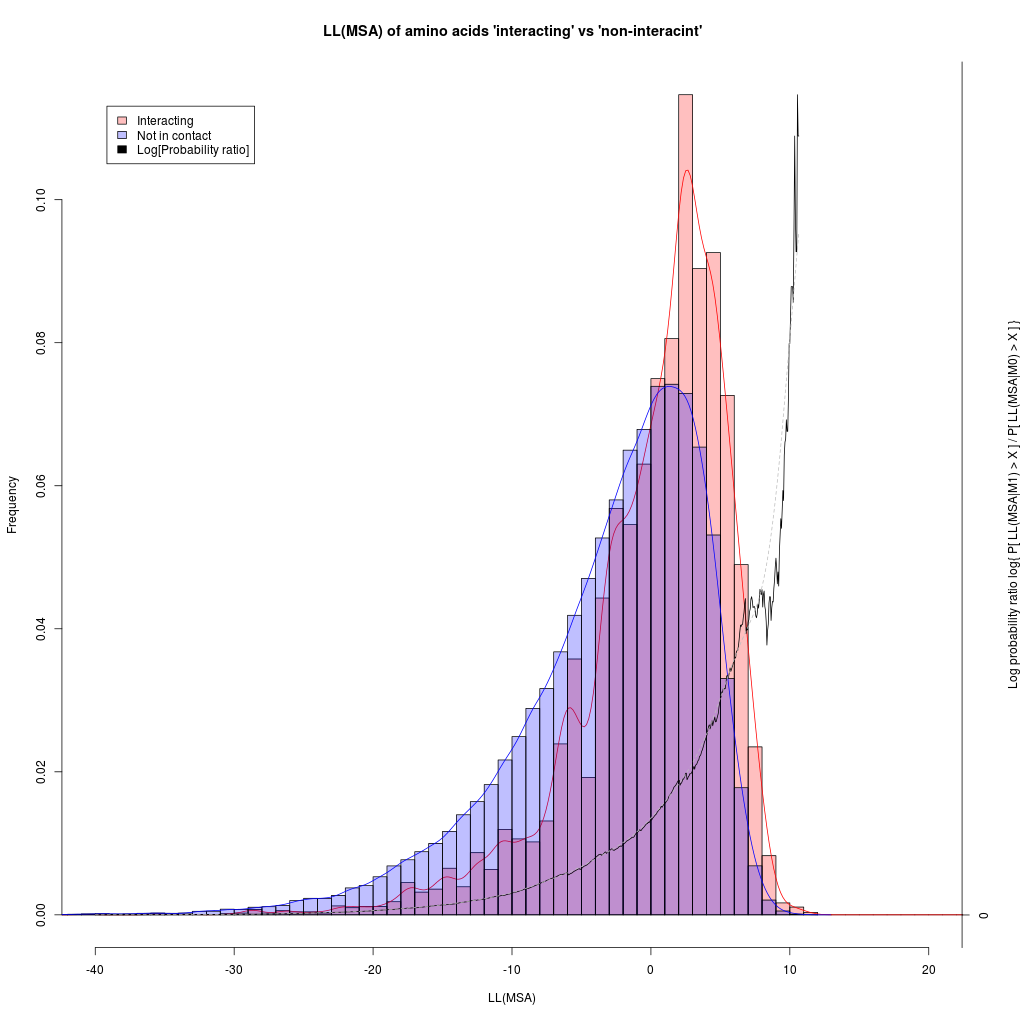 LL(MSA) of amino acids 'interacting' vs 'non-interacint'
Interacting
Not in contact
Log[Probability ratio]
Frequency
0.00
0.02
0.04
0.06
0.08
0.10
-40
-30
-20
-10
0
10
20
LL(MSA)
0
Log probability ratio log{ P[ LL(MSA|M1) > X ] / P[ LL(MSA|M0) > X ] }